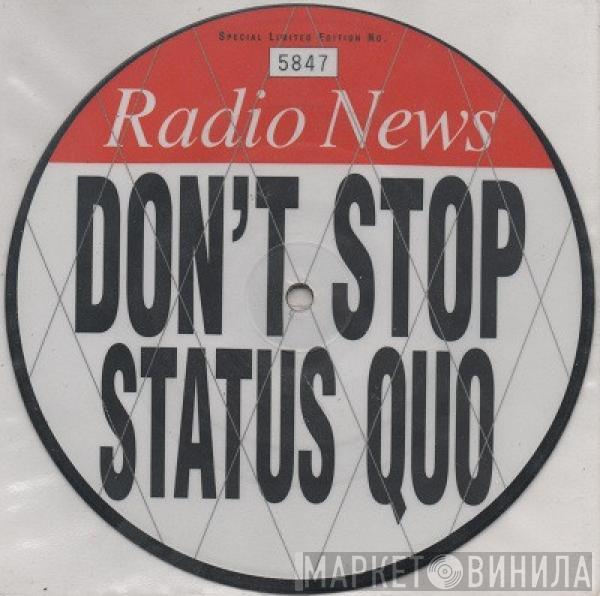 Special Limited Edition No.
5847
Radio News
DON'T STOP
STATUS QUO
МАРКЕТ ВИНИЛА